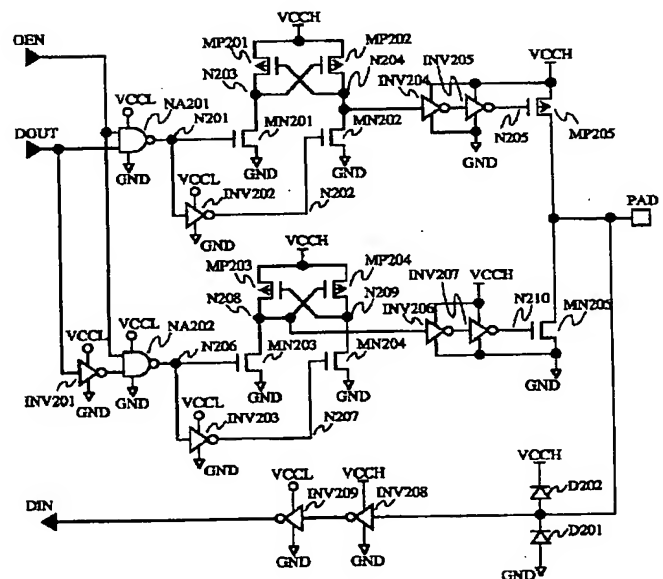 VCCH
OEN
MP201
MP202
INV205
VCCH
N203
N204
INV204
VCCL
NA201
N201
DOUT
MN201
MN202
N205
MP205
GND
GND
GND
GND
VCCL
INV202
PAD
N202
GND
VCCH
MP203
MP204
INV207
VCCH
N208
N209
INV206
N210
VCCL
VCCL
NA202
N206
MN203
MN204
MN205
VCCL
GND
GND
INV201
GND
GND
INV203
GND
GND
N207
GND
VCCH
VCCL
VCCH
D202
INV209
INV208
DIN
D201
GND
GND
GND